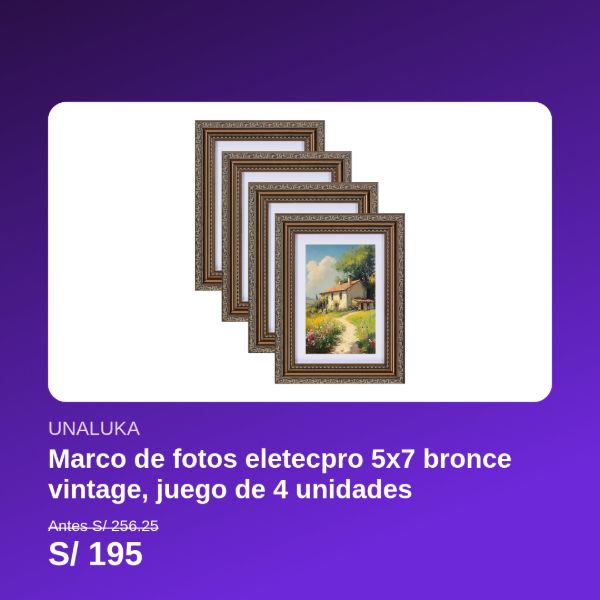 UNALUKA
Marco de fotos eletecpro 5x7 bronce
vintage, juego de 4 unidades
Antes S/ 256.25
S/ 195